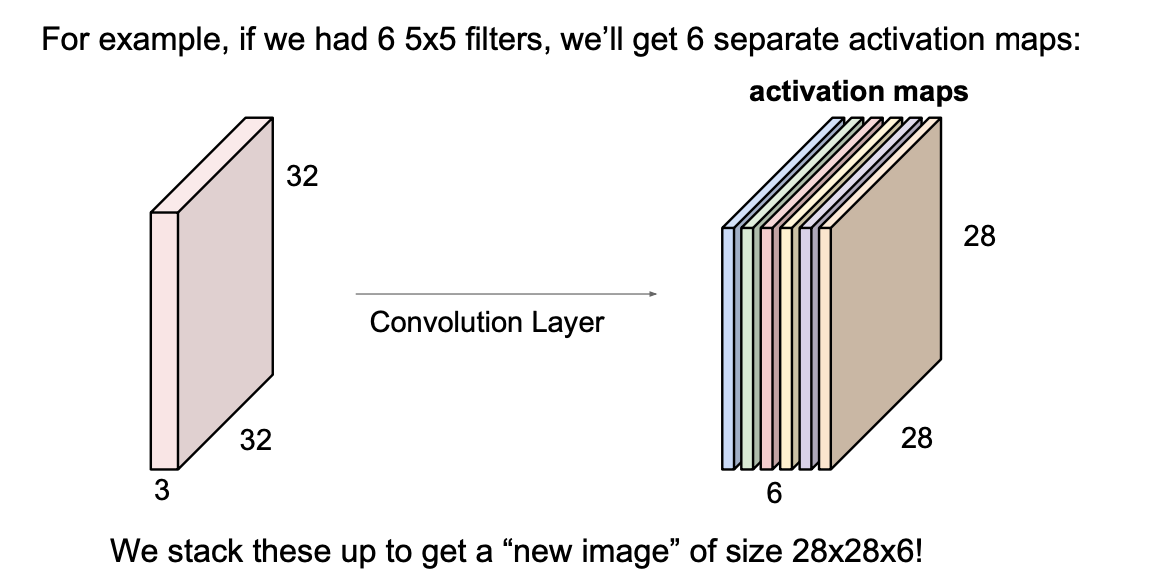 For example, if we had 6 5x5 filters, we’ll get 6 separate activation maps:
activation maps
32
32
3
Convolution Layer
28
28
6
We stack these up to get a “new image” of size 28x28x6!